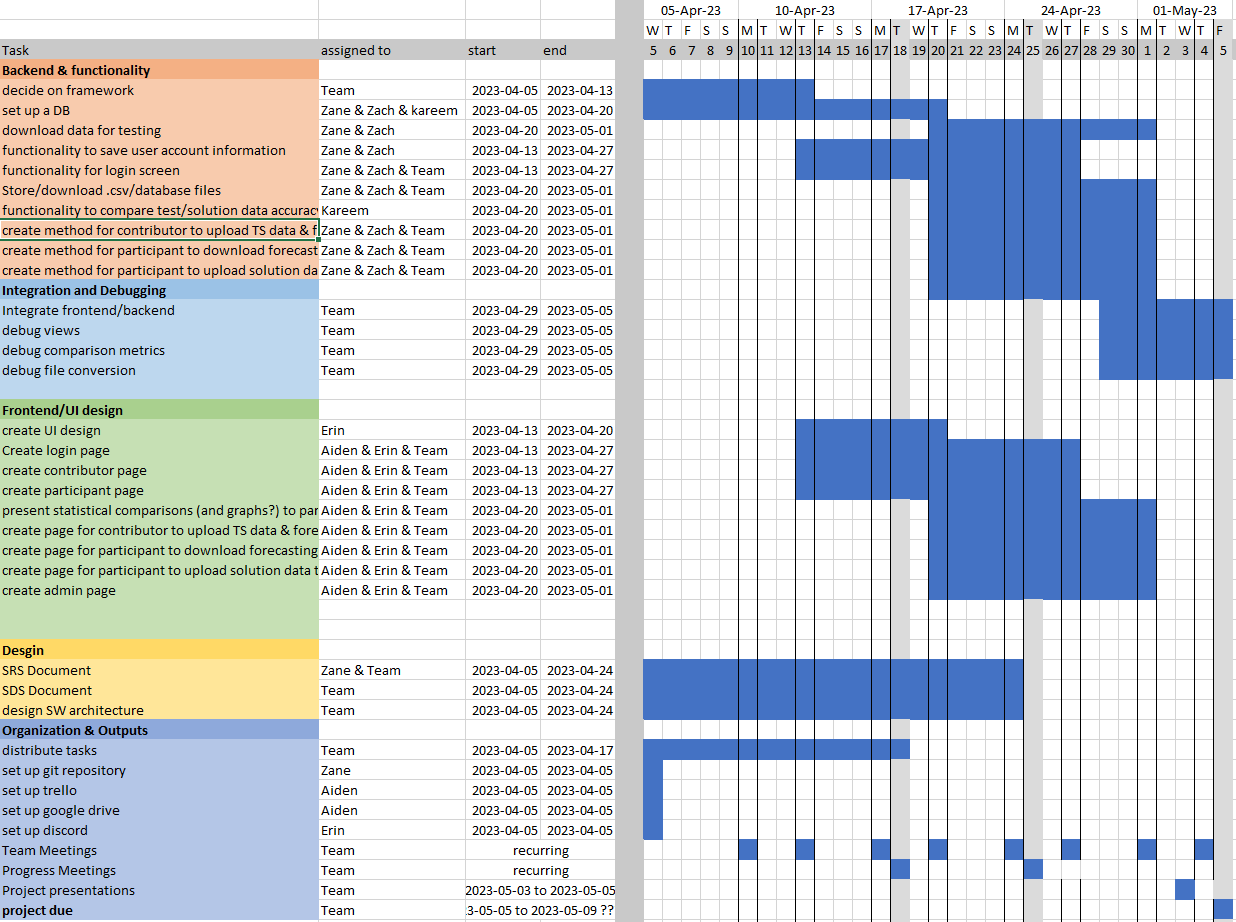 05-Apr-23 10-Apr-23 17-Apr-23 24-Apr-23 01-May-23
W T F S S M T W T F S S M T W T F S S M T W T F S S M T W T F
Task assigned to start end 5 6 7 8 9 10 11 12 13 14 15 16 17 18 19 20 21 22 23 24 25 26 27 28 29 30 1 2 3 4 5
Backend & functionality
decide on framework Team 2023-04-05 2023-04-13
set up a DB Zane & Zach & kareem 2023-04-05 2023-04-20
download data for testing Zane & Zach 2023-04-20 2023-05-01
functionality to save user account information Zane & Zach 2023-04-13 2023-04-27
functionality for login screen Zane & Zach & Team 2023-04-13 2023-04-27
Store/download .csv/database files Zane & Zach & Team 2023-04-20 2023-05-01
functionality to compare test/solution data accurac Kareem 2023-04-20 2023-05-01
create method for contributor to upload TS data & f Zane & Zach & Team 2023-04-20 2023-05-01
create method for participant to download forecast Zane & Zach & Team 2023-04-20 2023-05-01
create method for participant to upload solution da Zane & Zach & Team 2023-04-20 2023-05-01
Integration and Debugging
Integrate frontend/backend Team 2023-04-29 2023-05-05
debug views Team 2023-04-29 2023-05-05
debug comparison metrics Team 2023-04-29 2023-05-05
debug file conversion Team 2023-04-29 2023-05-05
Frontend/UI design
create UI design Erin 2023-04-13 2023-04-20
Create login page Aiden & Erin & Team 2023-04-13 2023-04-27
create contributor page Aiden & Erin & Team 2023-04-13 2023-04-27
create participant page Aiden & Erin & Team 2023-04-13 2023-04-27
present statistical comparisons (and graphs?) to par Aiden & Erin & Team 2023-04-20 2023-05-01
create page for contributor to upload TS data & fore Aiden & Erin & Team 2023-04-20 2023-05-01
create page for participant to download forecasting Aiden & Erin & Team 2023-04-20 2023-05-01
create page for participant to upload solution data t Aiden & Erin & Team 2023-04-20 2023-05-01
create admin page Aiden & Erin & Team 2023-04-20 2023-05-01
Desgin
SRS Document Zane & Team 2023-04-05 2023-04-24
SDS Document Team 2023-04-05 2023-04-24
design SW architecture Team 2023-04-05 2023-04-24
Organization & Outputs
distribute tasks Team 2023-04-05 2023-04-17
set up git repository Zane 2023-04-05 2023-04-05
set up trello Aiden 2023-04-05 2023-04-05
set up google drive Aiden 2023-04-05 2023-04-05
set up discord Erin 2023-04-05 2023-04-05
Team Meetings Team recurring
Progress Meetings Team recurring
Project presentations Team 2023-05-03 to 2023-05-05
project due Team 3-05-05 to 2023-05-09 ??